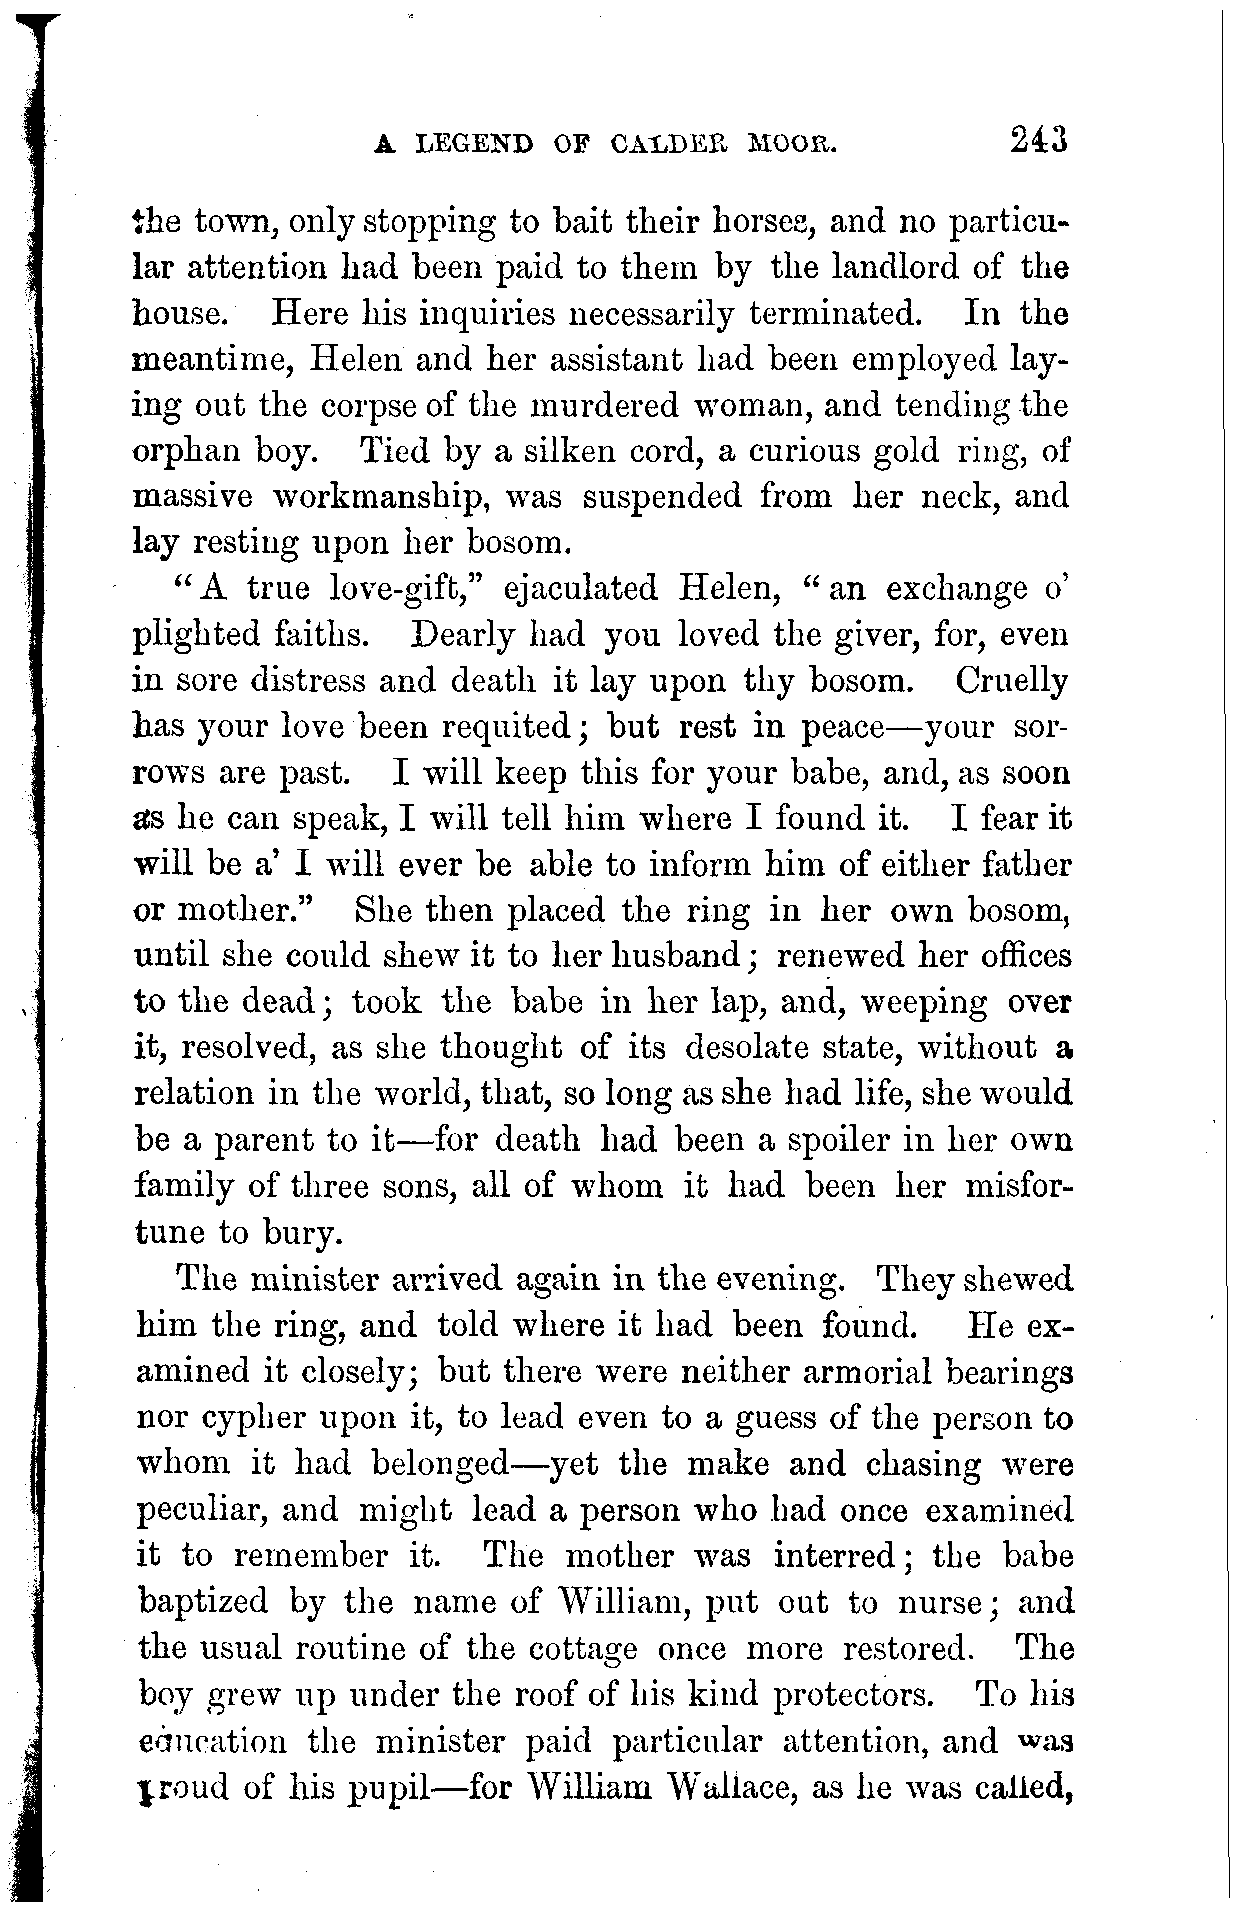 A LEGEND OF CALDER MOOR. 243
the town, only stopping to bait their horses, and no particu-
lar attention had been paid to them by the landlord of the
house. Here his inquiries necessarily terminated. In the
meantime, Helen and her assistant had been employed lay-
ing out the corpse of the murdered woman, and tending the
orphan boy. Tied by a silken cord, a curious gold ring, of
massive workmanship, was suspended from her neck, and
lay resting upon her bosom.
“A true love-gift,” ejaculated Helen, “an exchange o’
plighted faiths. Dearly had you loved the giver, for, even
in sore distress and death it lay upon thy bosom. Cruelly
has your love been requited; but rest in peace—your sor-
rows are past. I will keep this for your babe, and, as soon
as he can speak, I will tell him where I found it. I fear it
will be a’ I will ever be able to inform him of either father
or mother.” She then placed the ring in her own bosom,
until she could shew it to her husband; renewed her offices
to the dead; took the babe in her lap, and, weeping over
it, resolved, as she thought of its desolate state, without a
relation in the world, that, so long as she had life, she would
be a parent to it—for death had been a spoiler in her own
family of three sons, all of whom it had been her misfor-
tune to bury.
The minister arrived again in the evening. They shewed
him the ring, and told where it had been found. He ex-
amined it closely; but there were neither armorial bearings
nor cypher upon it, to lead even to a guess of the person to
whom it had belonged—yet the make and chasing were
peculiar, and might lead a person who had once examined
it to remember it. The mother was interred; the babe
baptized by the name of William, put out to nurse; and
the usual routine of the cottage once more restored. The
boy grew up under the roof of his kind protectors. To his
education the minister paid particular attention, and was
proud of his pupil—for William Wallace, as he was called,